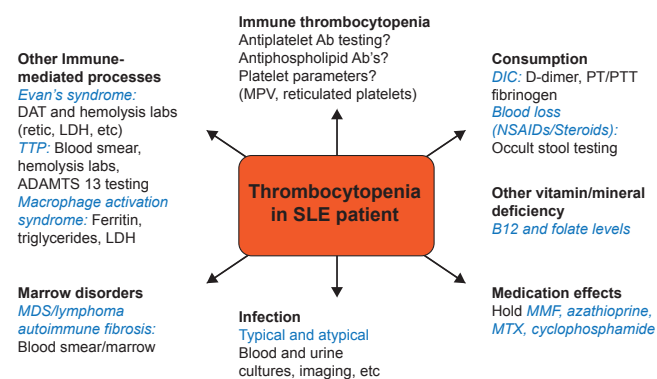 Immune thrombocytopenia
Antiplatelet Ab testing?
Antiphospholipid Ab's?
Platelet parameters?
(MPV, reticulated platelets)
Other Immune-
mediated processes
Evan's syndrome:
DAT and hemolysis labs
(retic, LDH, etc)
TTP: Blood smear,
hemolysis labs,
ADAMTS 13 testing
Macrophage activation
syndrome: Ferritin,
triglycerides, LDH
Consumption
DIC: D-dimer, PT/PTT
fibrinogen
Blood loss
(NSAIDs/Steroids):
Occult stool testing
Thrombocytopenia
in SLE patient
Other vitamin/mineral
deficiency
B12 and folate levels
Marrow disorders
MDS/lymphoma
autoimmune fibrosis:
Blood smear/marrow
Infection
Typical and atypical
Blood and urine
cultures, imaging, etc
Medication effects
Hold MMF, azathioprine,
MTX, cyclophosphamide